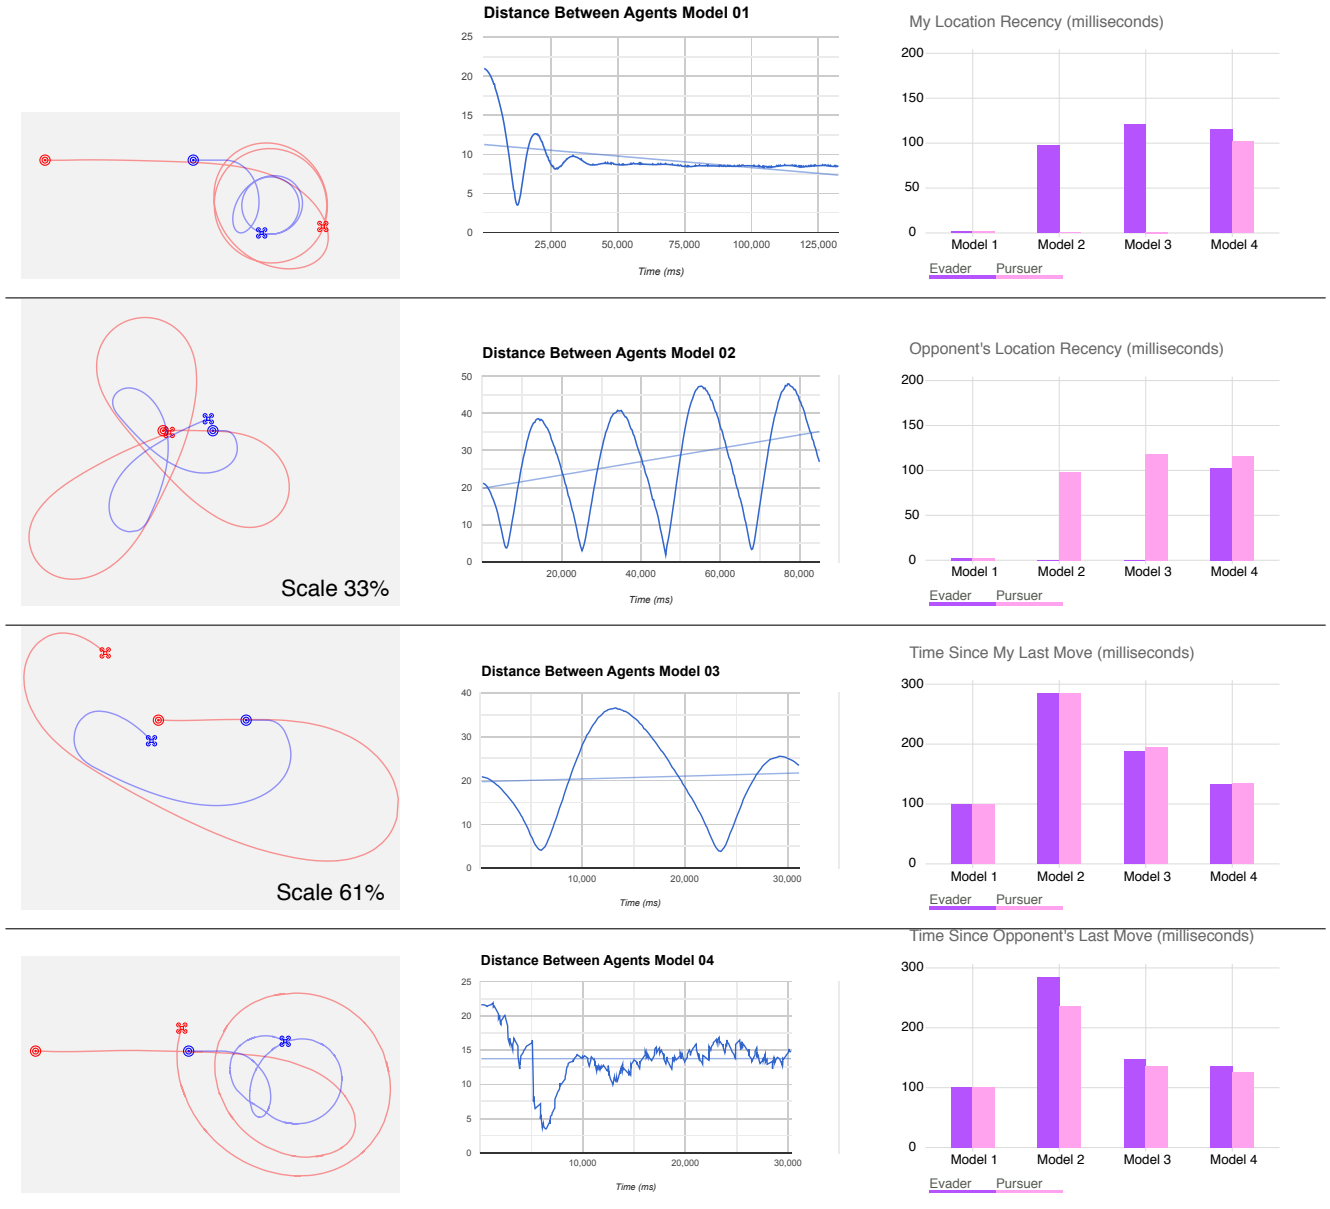 Distance Between Agents Model 01
25
20
15
10
5
0
25,000 50,000 75,000 100,000 125,000
Time (ms)
My Location Recency (milliseconds)
200
150
100
50
0
Model 1 Model 2 Model 3 Model 4
Evader Pursuer
Scale 33%
Distance Between Agents Model 02
50
40
30
20
10
0
20,000 40,000 60,000 80,000
Time (ms)
Opponent's Location Recency (milliseconds)
200
150
100
50
0
Model 1 Model 2 Model 3 Model 4
Evader Pursuer
Scale 61%
Distance Between Agents Model 03
40
30
20
10
0
10,000 20,000 30,000
Time (ms)
Time Since My Last Move (milliseconds)
300
200
100
0
Model 1 Model 2 Model 3 Model 4
Evader Pursuer
Distance Between Agents Model 04
25
20
15
10
5
0
10,000 20,000 30,000
Time (ms)
Time Since Opponent's Last Move (milliseconds)
300
200
100
0
Model 1 Model 2 Model 3 Model 4
Evader Pursuer